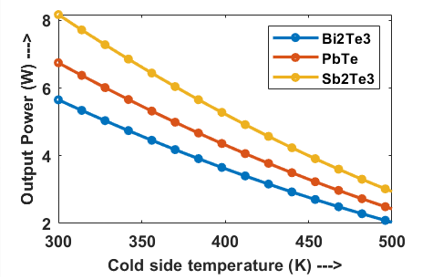 8
6
4
2
Output Power (W) --->
Bi2Te3
PbTe
Sb2Te3
300
350
400
450
500
Cold side temperature (K) --->